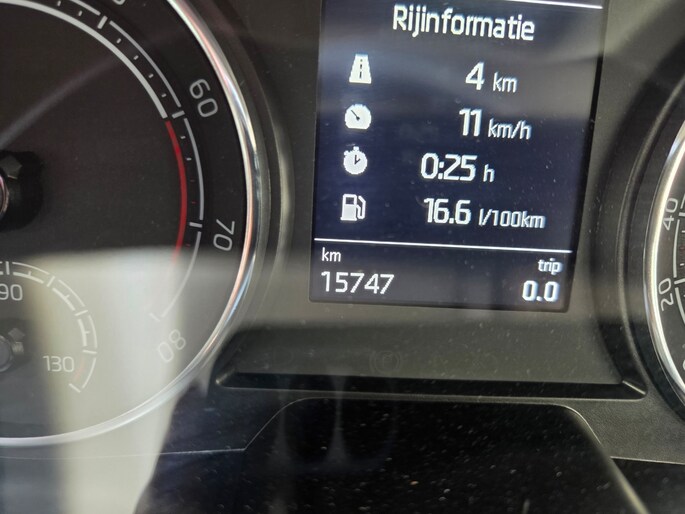 Rijinformatie
4 km
11 km/h
0:25 h
16.6 l/100km
km
trip
15747
0.0
60
70
80
90
130
40
20